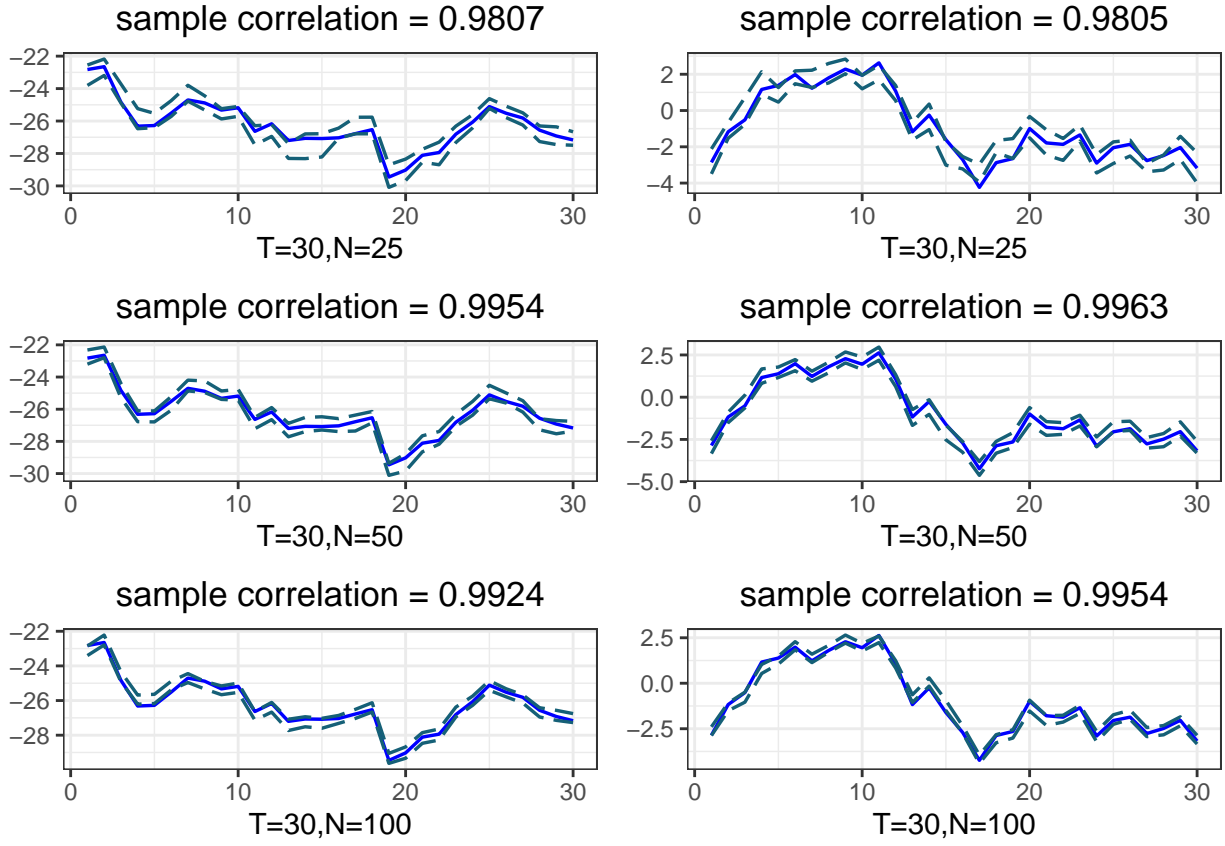 sample correlation = 0.9807
−22
−24
−26
−28
−30
0 10 20 30
T=30,N=25
sample correlation = 0.9805
2
0
−2
−4
0 10 20 30
T=30,N=25
sample correlation = 0.9954
−22
−24
−26
−28
−30
0 10 20 30
T=30,N=50
sample correlation = 0.9963
2.5
0.0
−2.5
−5.0
0 10 20 30
T=30,N=50
sample correlation = 0.9924
−22
−24
−26
−28
0 10 20 30
T=30,N=100
sample correlation = 0.9954
2.5
0.0
−2.5
0 10 20 30
T=30,N=100